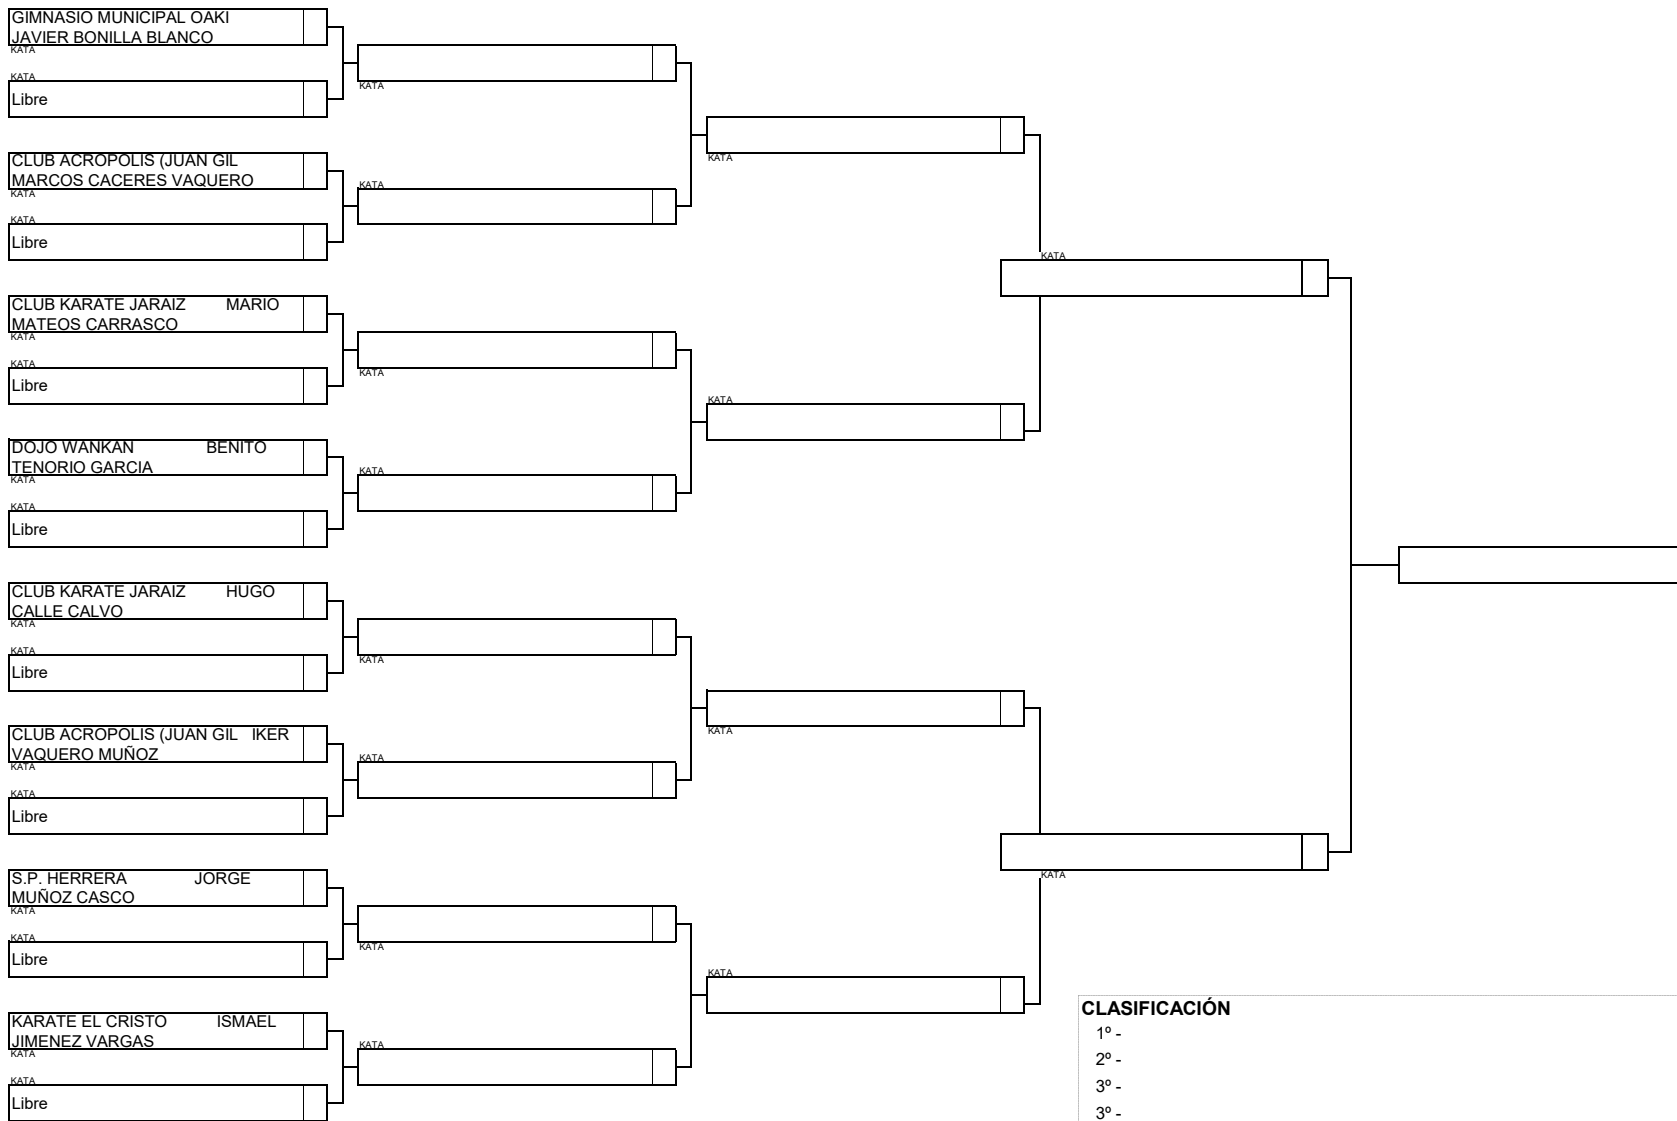 GIMNASIO MUNICIPAL OAKI
JAVIER BONILLA BLANCO
KATA
KATA
Libre
KATA
CLUB ACROPOLIS (JUAN GIL
MARCOS CACERES VAQUERO
KATA
KATA
Libre
KATA
KATA
CLUB KARATE JARAIZ MARIO
MATEOS CARRASCO
KATA
KATA
Libre
KATA
DOJO WANKAN BENITO
TENORIO GARCIA
KATA
KATA
Libre
KATA
KATA
KATA
CLUB KARATE JARAIZ HUGO
CALLE CALVO
KATA
KATA
Libre
KATA
CLUB ACROPOLIS (JUAN GIL IKER
VAQUERO MUÑOZ
KATA
KATA
Libre
KATA
KATA
S.P. HERRERA JORGE
MUÑOZ CASCO
KATA
KATA
Libre
KATA
KARATE EL CRISTO ISMAEL
JIMENEZ VARGAS
KATA
KATA
Libre
KATA
KATA
KATA
CLASIFICACIÓN
1º -
2º -
3º -
3º -